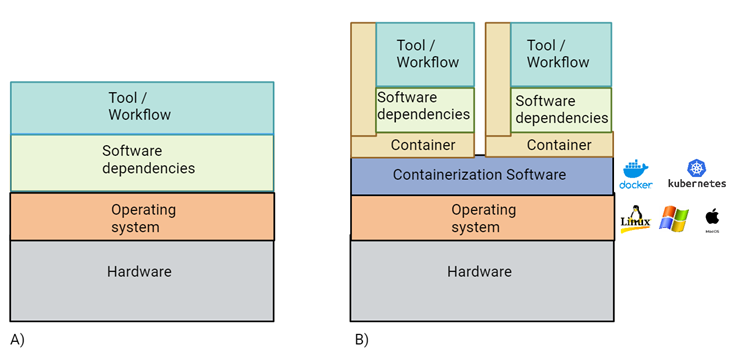 Tool /
Workflow
Software
dependencies
Operating
system
Hardware
A)
Tool /
Workflow
Tool /
Workflow
Software
dependencies
Software
dependencies
Container
Container
Containerization Software
docker
kubernetes
Operating
system
Linux
MacOS
Hardware
B)